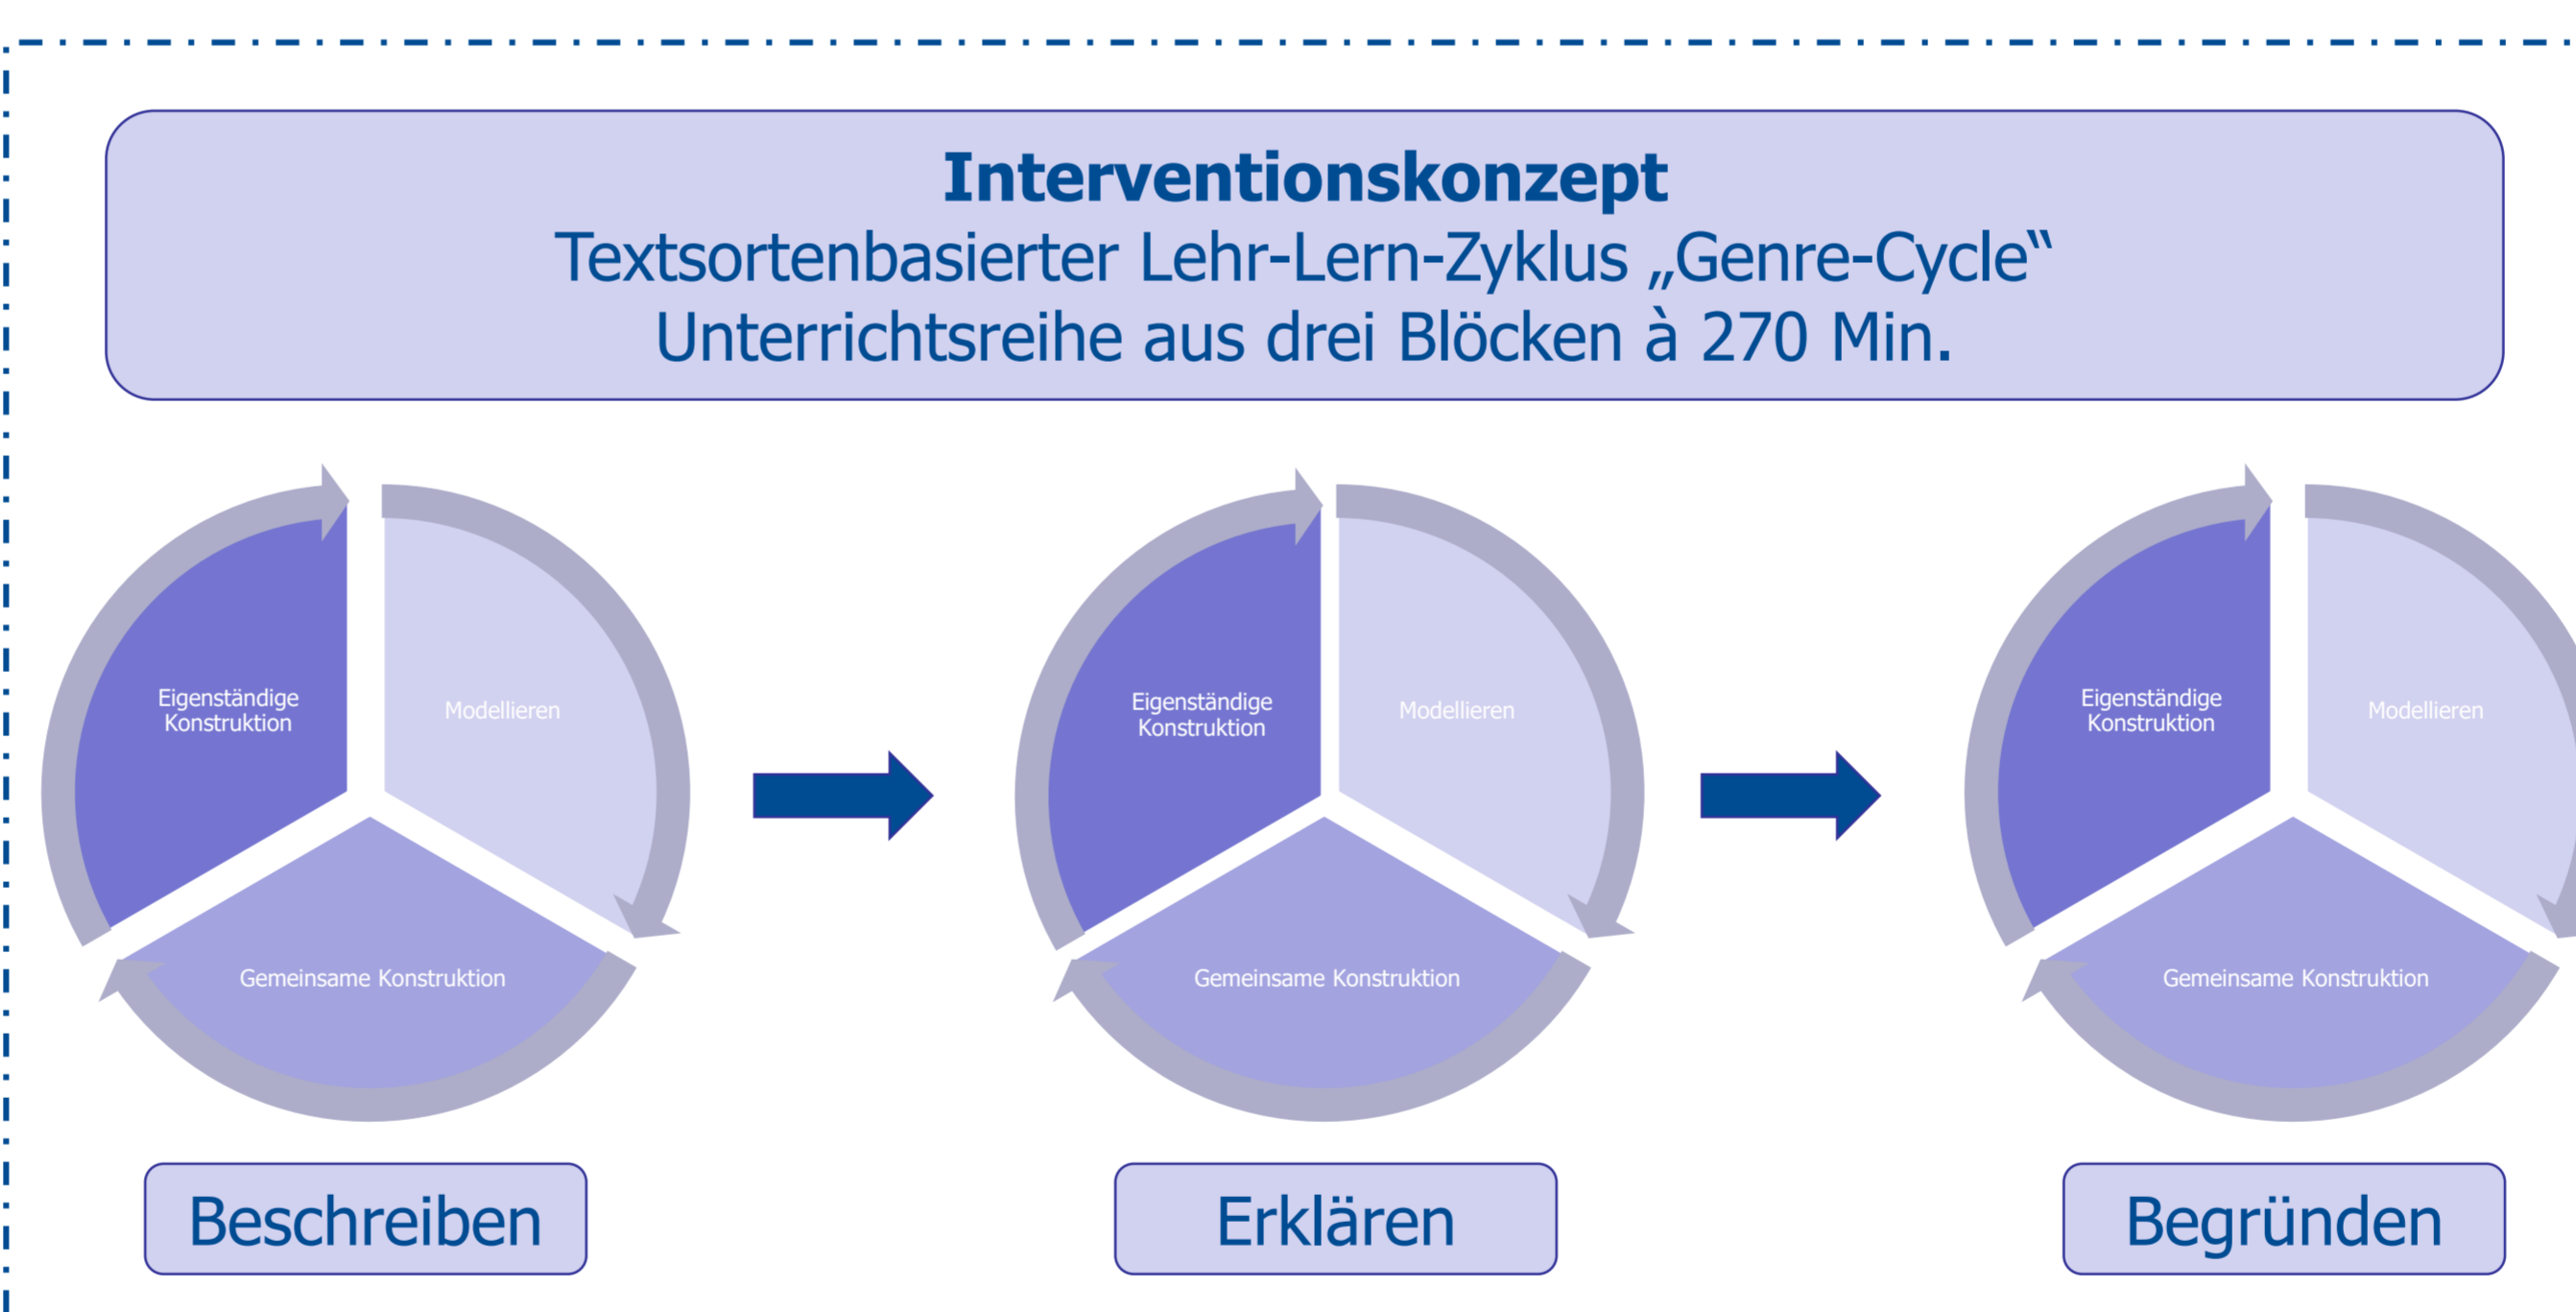 Interventionskonzept
Textsortenbasierter Lehr-Lern-Zyklus „Genre-Cycle“
Unterrichtsreihe aus drei Blöcken à 270 Min.
Eigenständige
Konstruktion
Modellieren
Gemeinsame Konstruktion
Eigenständige
Konstruktion
Modellieren
Gemeinsame Konstruktion
Eigenständige
Konstruktion
Modellieren
Gemeinsame Konstruktion
Beschreiben
Erklären
Begründen